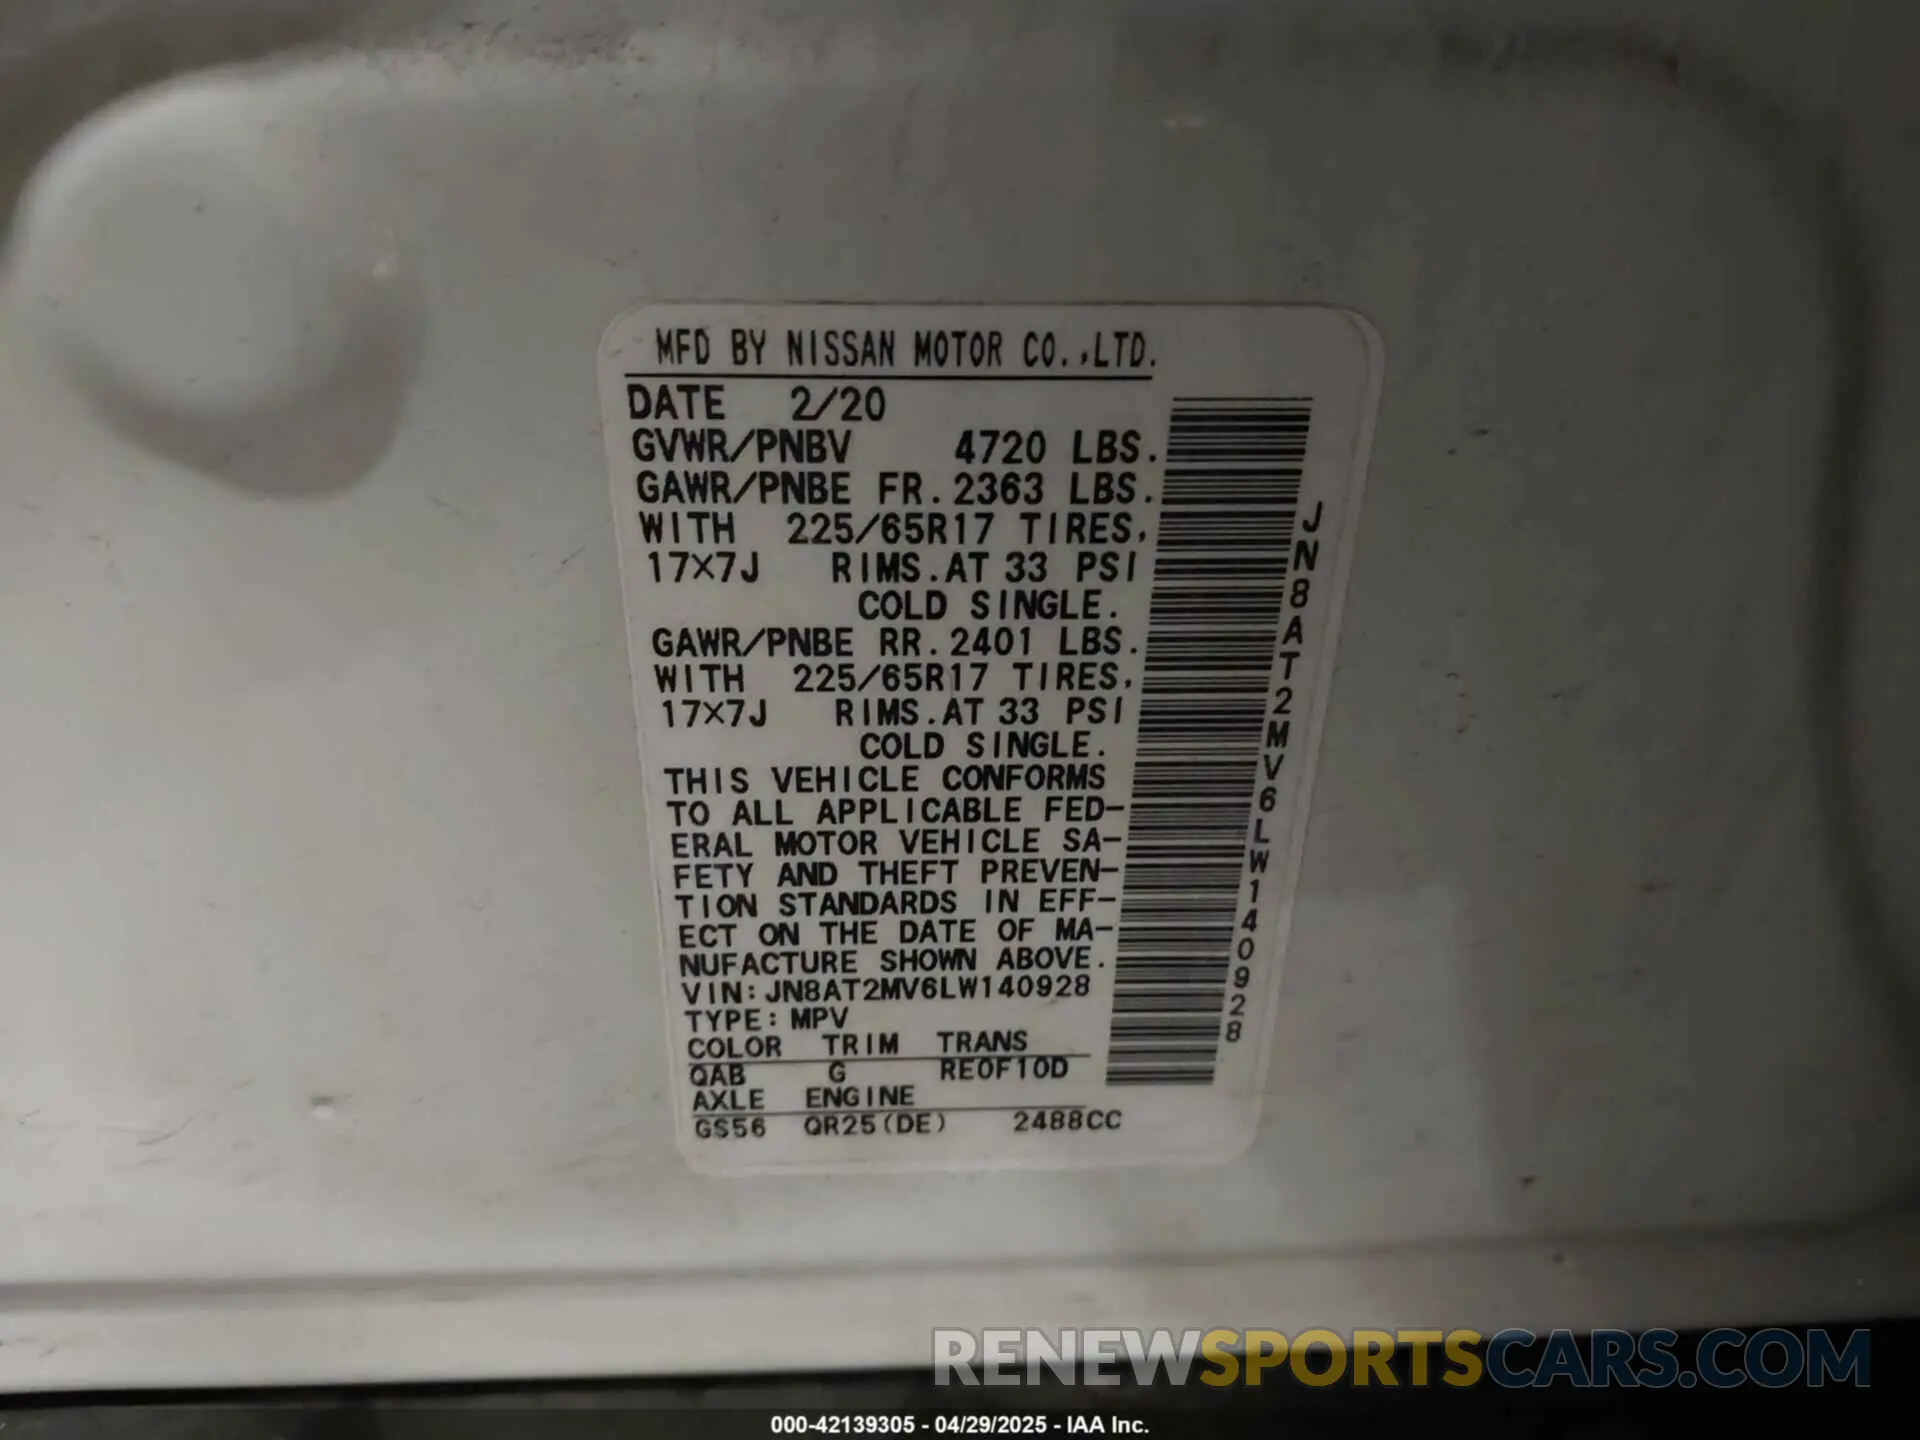 MFD BY NISSAN MOTOR CO.,LTD.
DATE 2/20
GVWR/PNBV 4720 LBS.
GAWR/PNBE FR. 2363 LBS.
WITH 225/65R17 TIRES,
17×7J RIMS.AT 33 PSI
COLD SINGLE.
GAWR/PNBE RR. 2401 LBS.
WITH 225/65R17 TIRES,
17×7J RIMS.AT 33 PSI
COLD SINGLE.
THIS VEHICLE CONFORMS
TO ALL APPLICABLE FED-
ERAL MOTOR VEHICLE SA-
FETY AND THEFT PREVEN-
TION STANDARDS IN EFF-
ECT ON THE DATE OF MA-
NUFACTURE SHOWN ABOVE.
VIN:JN8AT2MV6LW140928
TYPE:MPV
COLOR TRIM TRANS
QAB G RE0F10D
AXLE ENGINE
GS56 QR25(DE) 2488CC
JN8AT2MV6LW140928
RENEWSPORTSCARS.COM
000-42139305 - 04/29/2025 - IAA Inc.